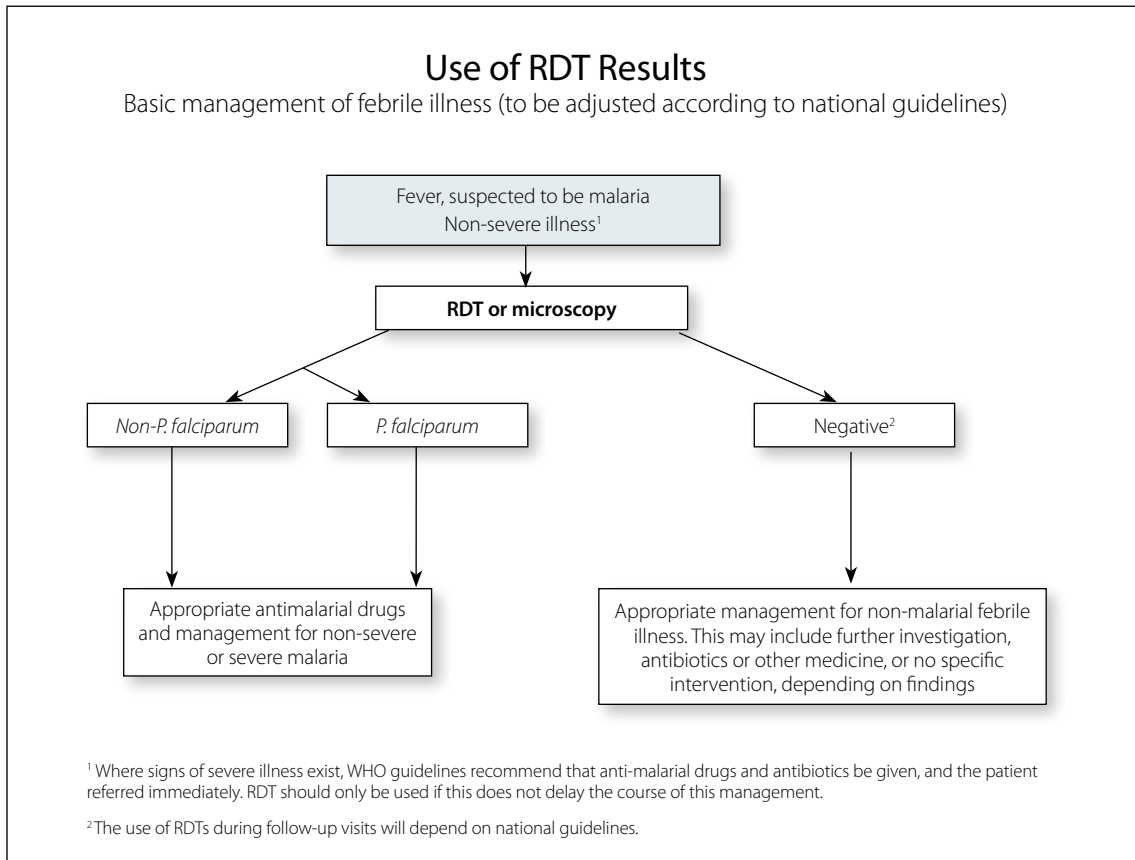 Use of RDT Results
Basic management of febrile illness (to be adjusted according to national guidelines)
Fever, suspected to be malaria
Non-severe illness¹
RDT or microscopy
Non-P. falciparum
P. falciparum
Negative²
Appropriate antimalarial drugs
and management for non-severe
or severe malaria
Appropriate management for non-malarial febrile
illness. This may include further investigation,
antibiotics or other medicine, or no specific
intervention, depending on findings
¹ Where signs of severe illness exist, WHO guidelines recommend that anti-malarial drugs and antibiotics be given, and the patient
referred immediately. RDT should only be used if this does not delay the course of this management.
² The use of RDTs during follow-up visits will depend on national guidelines.